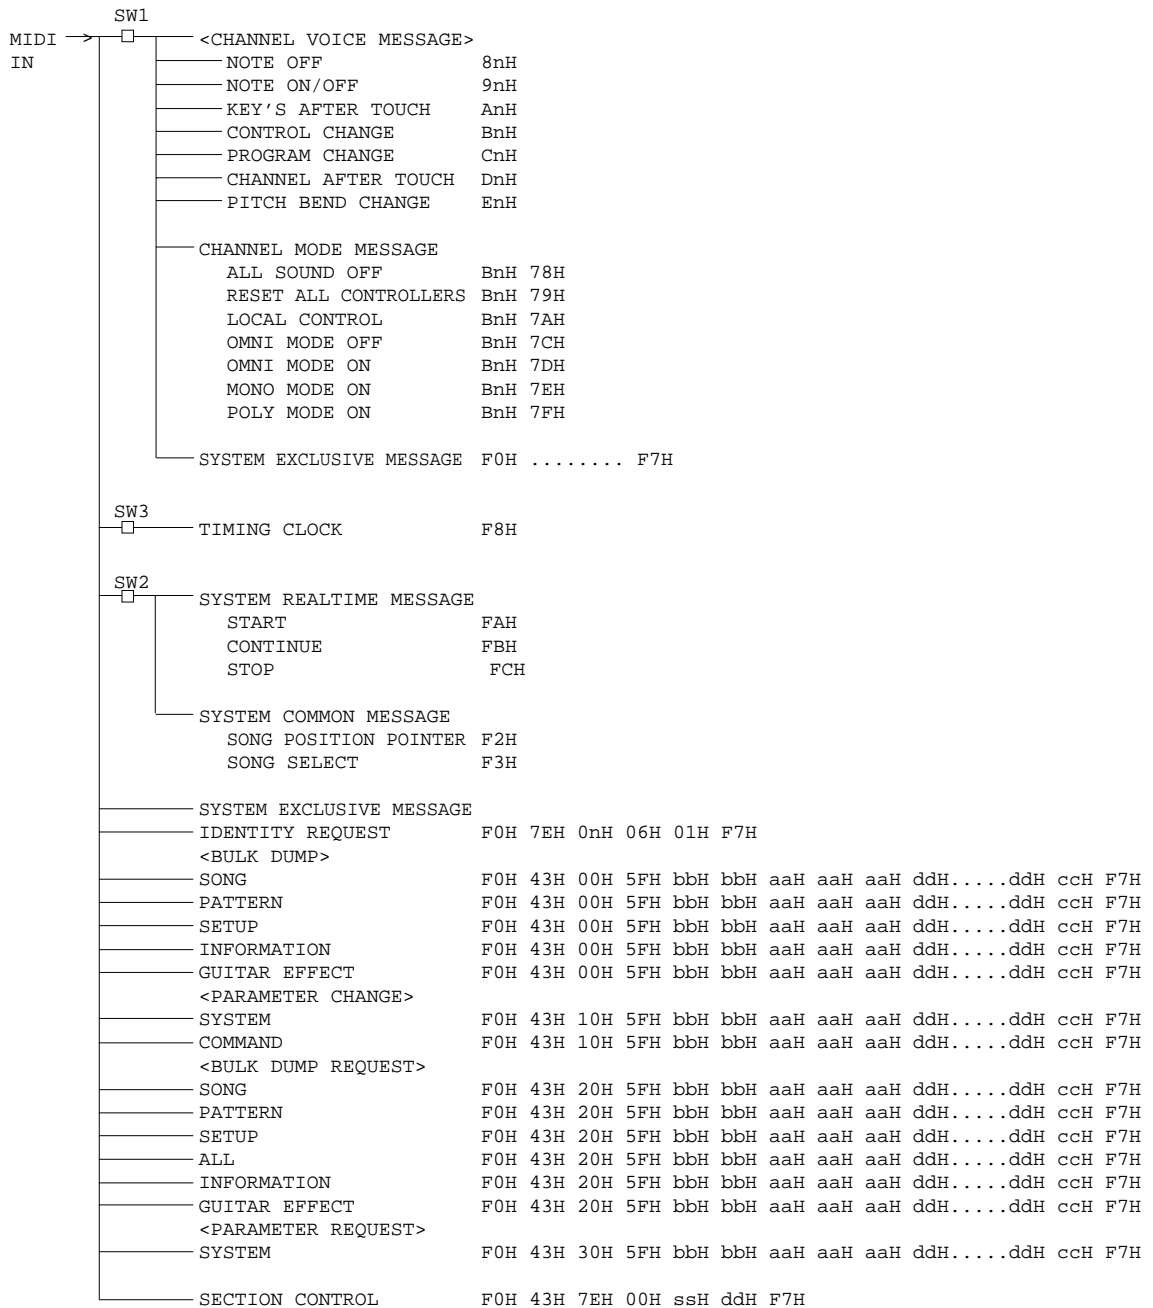 SW1
MIDI > <CHANNEL VOICE MESSAGE>
IN NOTE OFF 8nH
NOTE ON/OFF 9nH
KEY'S AFTER TOUCH AnH
CONTROL CHANGE BnH
PROGRAM CHANGE CnH
CHANNEL AFTER TOUCH DnH
PITCH BEND CHANGE EnH
CHANNEL MODE MESSAGE
ALL SOUND OFF BnH 78H
RESET ALL CONTROLLERS BnH 79H
LOCAL CONTROL BnH 7AH
OMNI MODE OFF BnH 7CH
OMNI MODE ON BnH 7DH
MONO MODE ON BnH 7EH
POLY MODE ON BnH 7FH
SYSTEM EXCLUSIVE MESSAGE F0H ........ F7H
SW3
TIMING CLOCK F8H
SW2
SYSTEM REALTIME MESSAGE
START FAH
CONTINUE FBH
STOP FCH
SYSTEM COMMON MESSAGE
SONG POSITION POINTER F2H
SONG SELECT F3H
SYSTEM EXCLUSIVE MESSAGE
IDENTITY REQUEST F0H 7EH 0nH 06H 01H F7H
<BULK DUMP>
SONG F0H 43H 00H 5FH bbH bbH aaH aaH aaH ddH.....ddH ccH F7H
PATTERN F0H 43H 00H 5FH bbH bbH aaH aaH aaH ddH.....ddH ccH F7H
SETUP F0H 43H 00H 5FH bbH bbH aaH aaH aaH ddH.....ddH ccH F7H
INFORMATION F0H 43H 00H 5FH bbH bbH aaH aaH aaH ddH.....ddH ccH F7H
GUITAR EFFECT F0H 43H 00H 5FH bbH bbH aaH aaH aaH ddH.....ddH ccH F7H
<PARAMETER CHANGE>
SYSTEM F0H 43H 10H 5FH bbH bbH aaH aaH aaH ddH.....ddH ccH F7H
COMMAND F0H 43H 10H 5FH bbH bbH aaH aaH aaH ddH.....ddH ccH F7H
<BULK DUMP REQUEST>
SONG F0H 43H 20H 5FH bbH bbH aaH aaH aaH ddH.....ddH ccH F7H
PATTERN F0H 43H 20H 5FH bbH bbH aaH aaH aaH ddH.....ddH ccH F7H
SETUP F0H 43H 20H 5FH bbH bbH aaH aaH aaH ddH.....ddH ccH F7H
ALL F0H 43H 20H 5FH bbH bbH aaH aaH aaH ddH.....ddH ccH F7H
INFORMATION F0H 43H 20H 5FH bbH bbH aaH aaH aaH ddH.....ddH ccH F7H
GUITAR EFFECT F0H 43H 20H 5FH bbH bbH aaH aaH aaH ddH.....ddH ccH F7H
<PARAMETER REQUEST>
SYSTEM F0H 43H 30H 5FH bbH bbH aaH aaH aaH ddH.....ddH ccH F7H
SECTION CONTROL F0H 43H 7EH 00H ssH ddH F7H